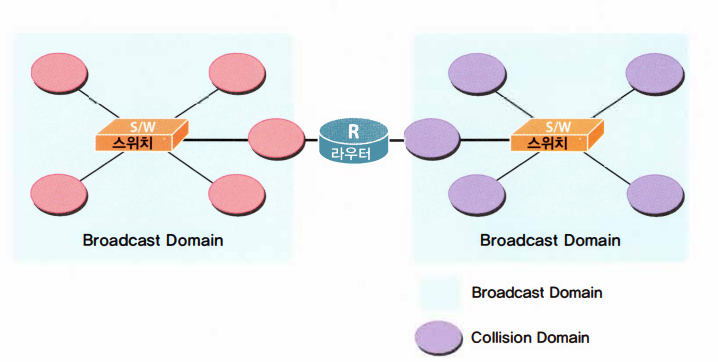 S/W
스위치
R
라우터
S/W
스위치
Broadcast Domain
Broadcast Domain
Broadcast Domain
Collision Domain